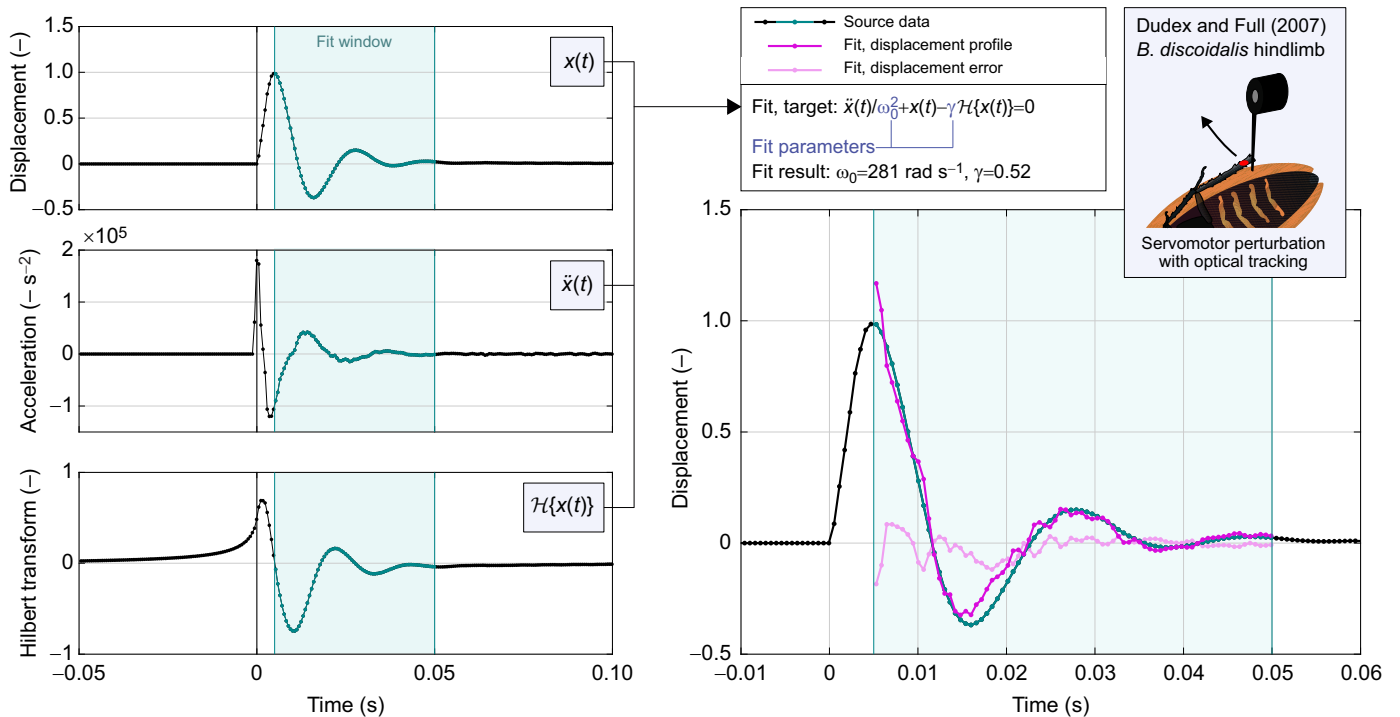 1.5
1.0
0.5
0
−0.5
Displacement (–)
Fit window
x(t)
×10⁵
2
1
0
−1
Acceleration (– s⁻²)
ẍ(t)
1
0
−1
Hilbert transform (–)
ℋ{x(t)}
−0.05 0 0.05 0.10
Time (s)
Source data
Fit, displacement profile
Fit, displacement error
Fit, target: ẍ(t)/ω₀²+x(t)–γℋ{x(t)}=0
Fit parameters
Fit result: ω₀=281 rad s⁻¹, γ=0.52
Dudex and Full (2007)
B. discoidalis hindlimb
Servomotor perturbation
with optical tracking
1.5
1.0
0.5
0
−0.5
Displacement (–)
−0.01 0 0.01 0.02 0.03 0.04 0.05 0.06
Time (s)